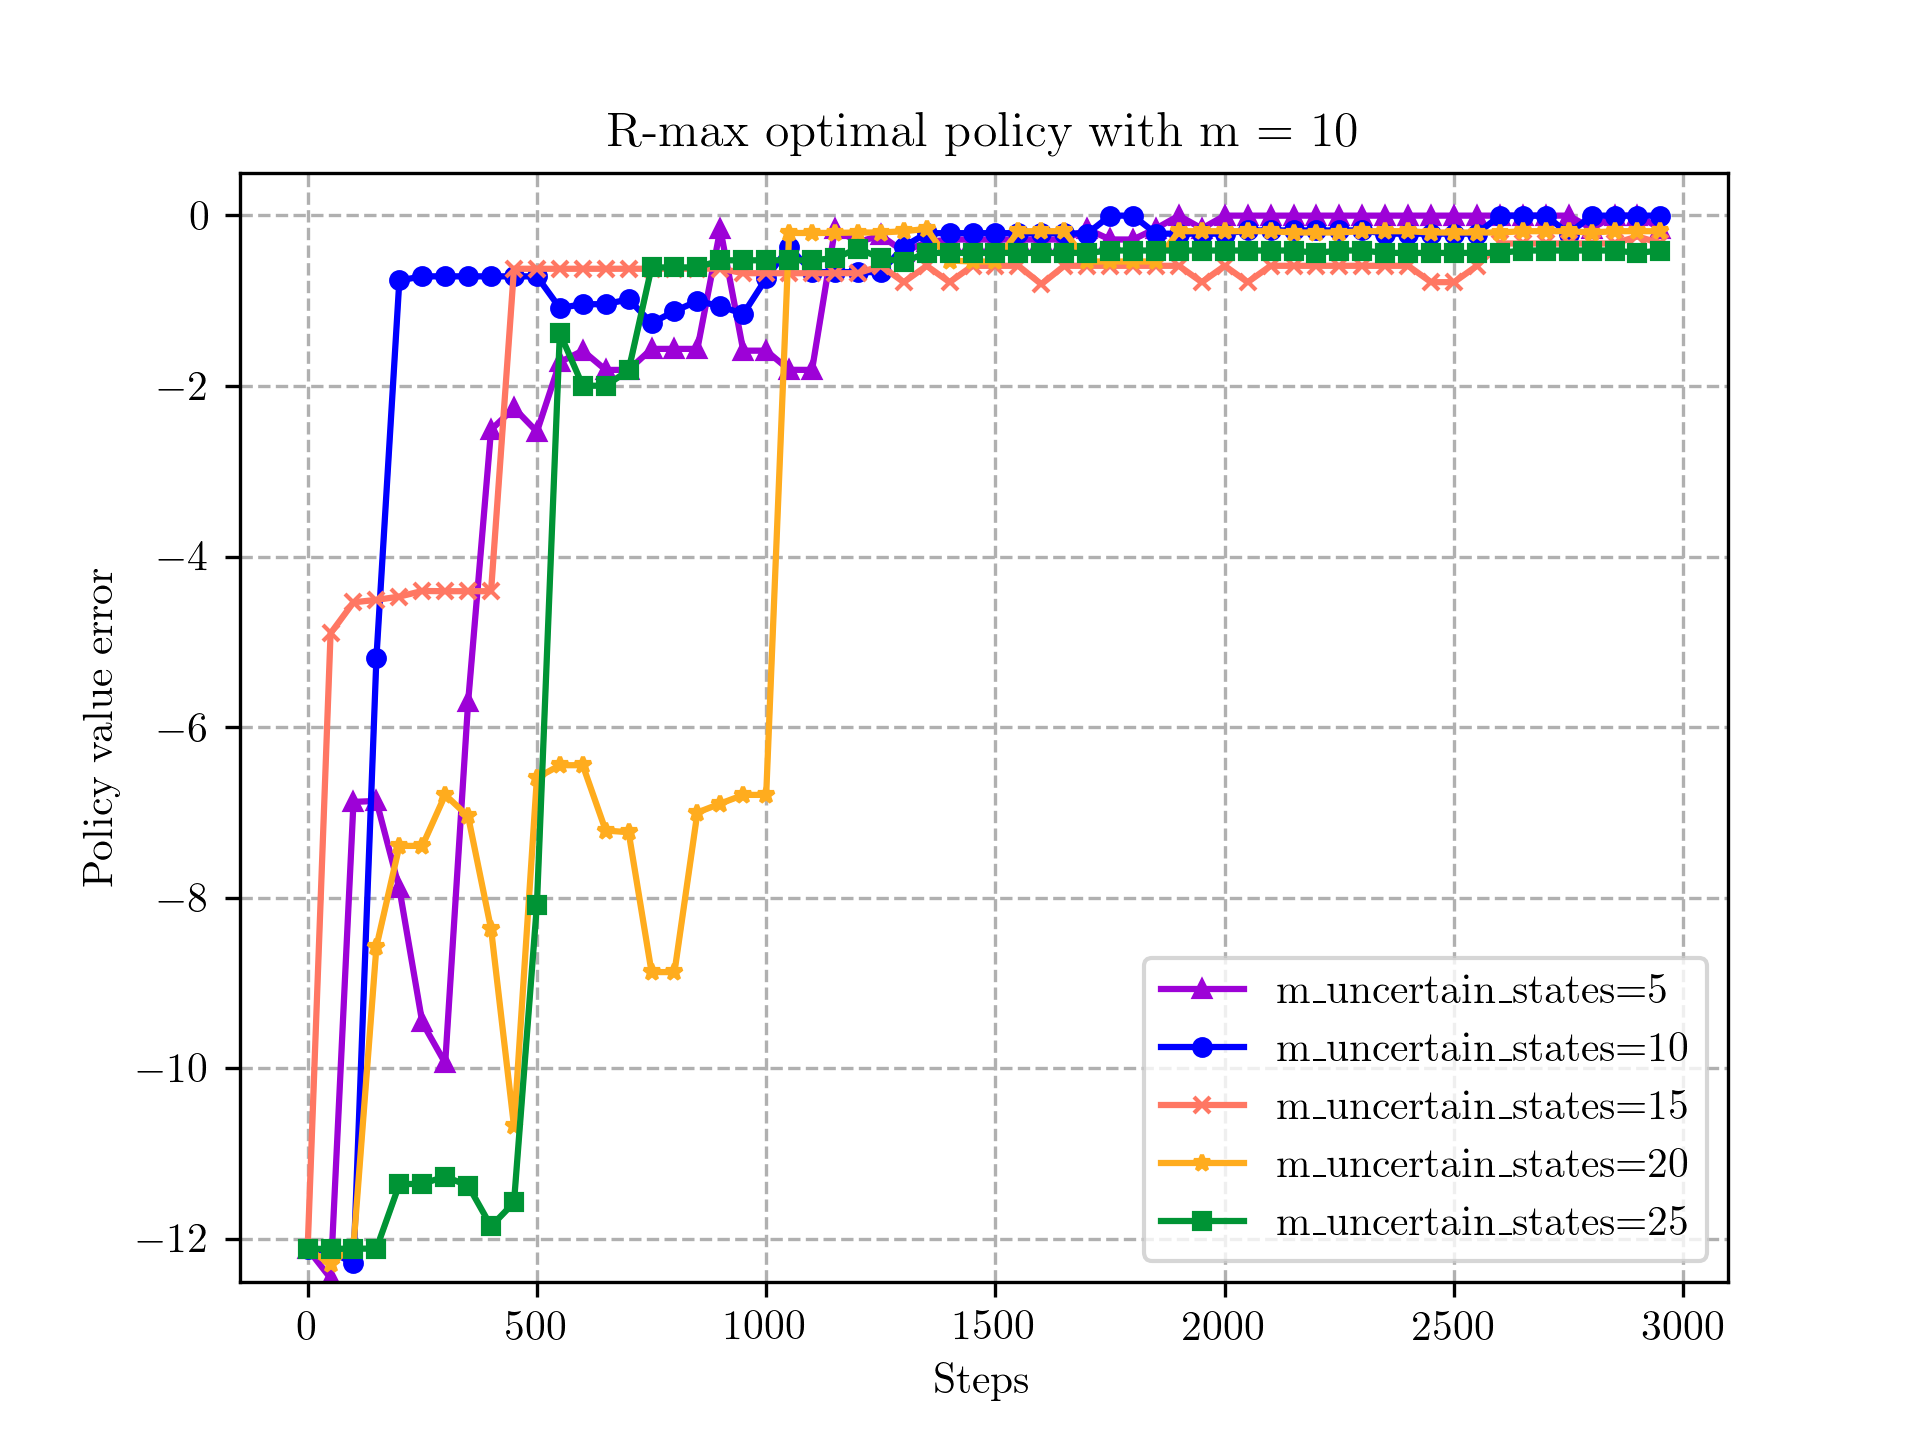 R-max optimal policy with m = 10
Policy value error
0
−2
−4
−6
−8
−10
−12
0 500 1000 1500 2000 2500 3000
Steps
m_uncertain_states=5
m_uncertain_states=10
m_uncertain_states=15
m_uncertain_states=20
m_uncertain_states=25